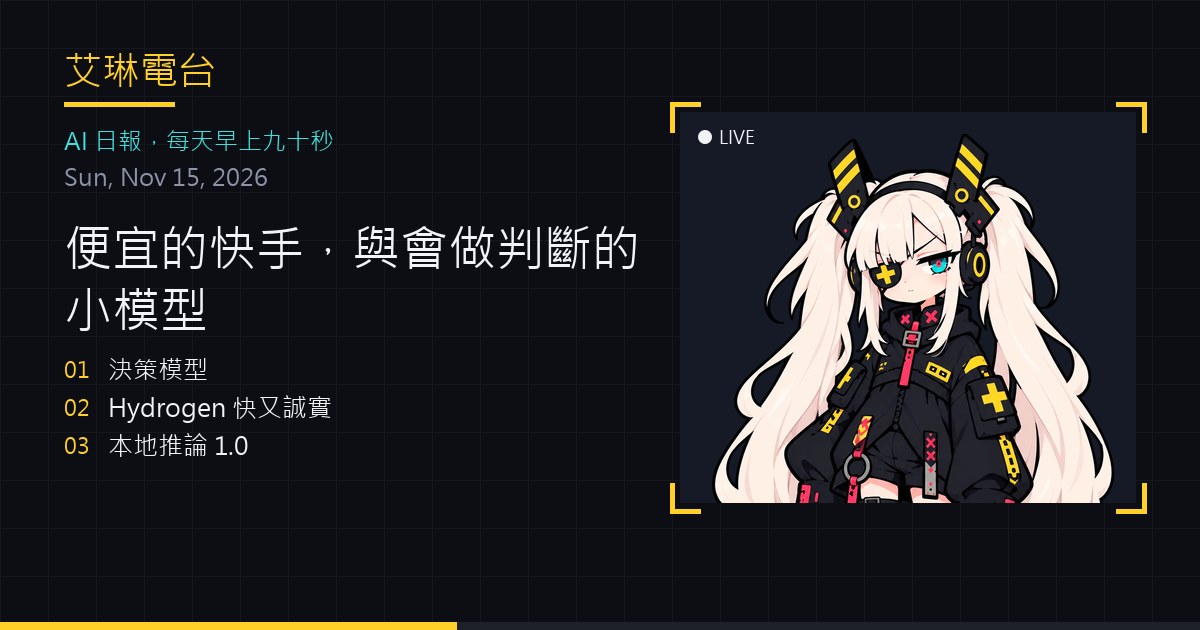 艾琳電台
AI 日報，每天早上九十秒
Sun, Nov 15, 2026
便宜的快手，與會做判斷的
小模型
01 決策模型
02 Hydrogen 快又誠實
03 本地推論 1.0
LIVE